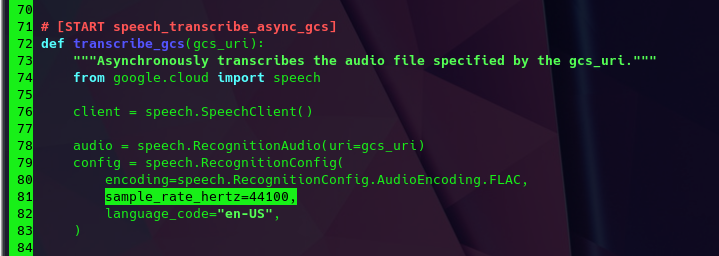 70
71 # [START speech_transcribe_async_gcs]
72 def transcribe_gcs(gcs_uri):
73     """Asynchronously transcribes the audio file specified by the gcs_uri."""
74     from google.cloud import speech
75
76     client = speech.SpeechClient()
77
78     audio = speech.RecognitionAudio(uri=gcs_uri)
79     config = speech.RecognitionConfig(
80         encoding=speech.RecognitionConfig.AudioEncoding.FLAC,
81         sample_rate_hertz=44100,
82         language_code="en-US",
83     )
84